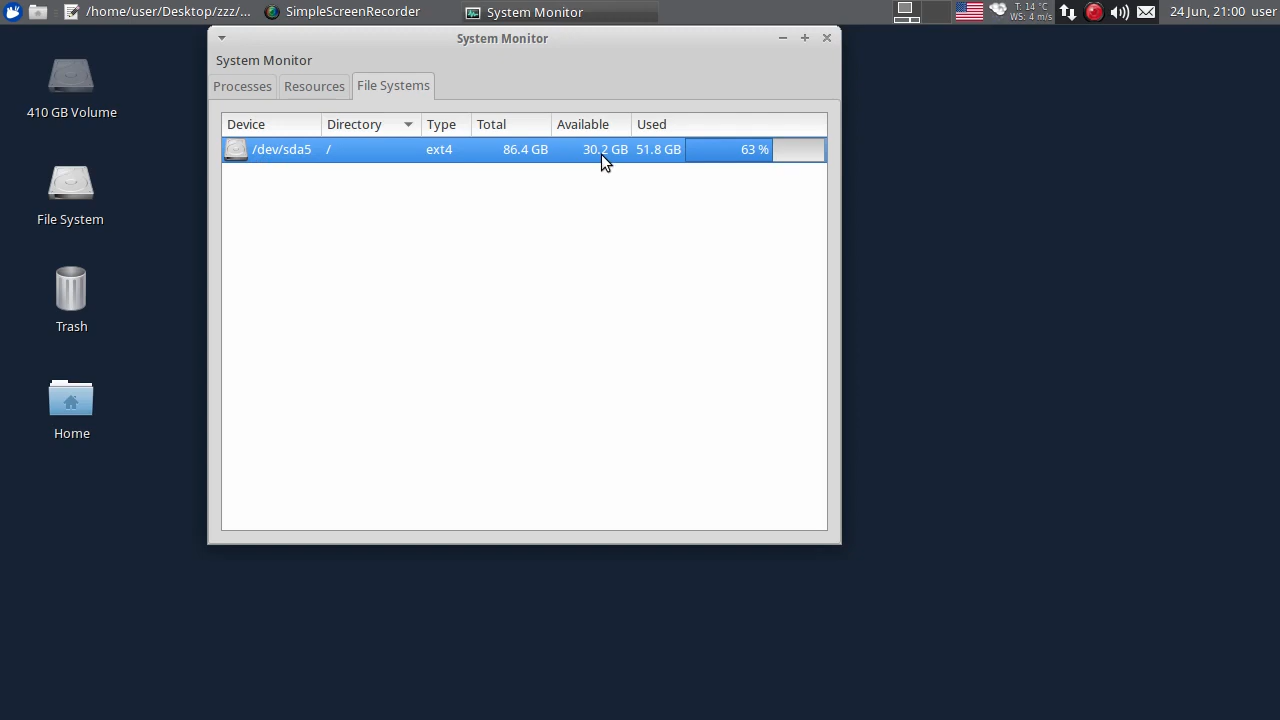 /home/user/Desktop/zzz/... SimpleScreenRecorder System Monitor T: 14 °C WS: 4 m/s 24 Jun, 21:00 user
System Monitor
System Monitor
Processes Resources File Systems
Device Directory Type Total Available Used
/dev/sda5 / ext4 86.4 GB 30.2 GB 51.8 GB 63 %
410 GB Volume
File System
Trash
Home